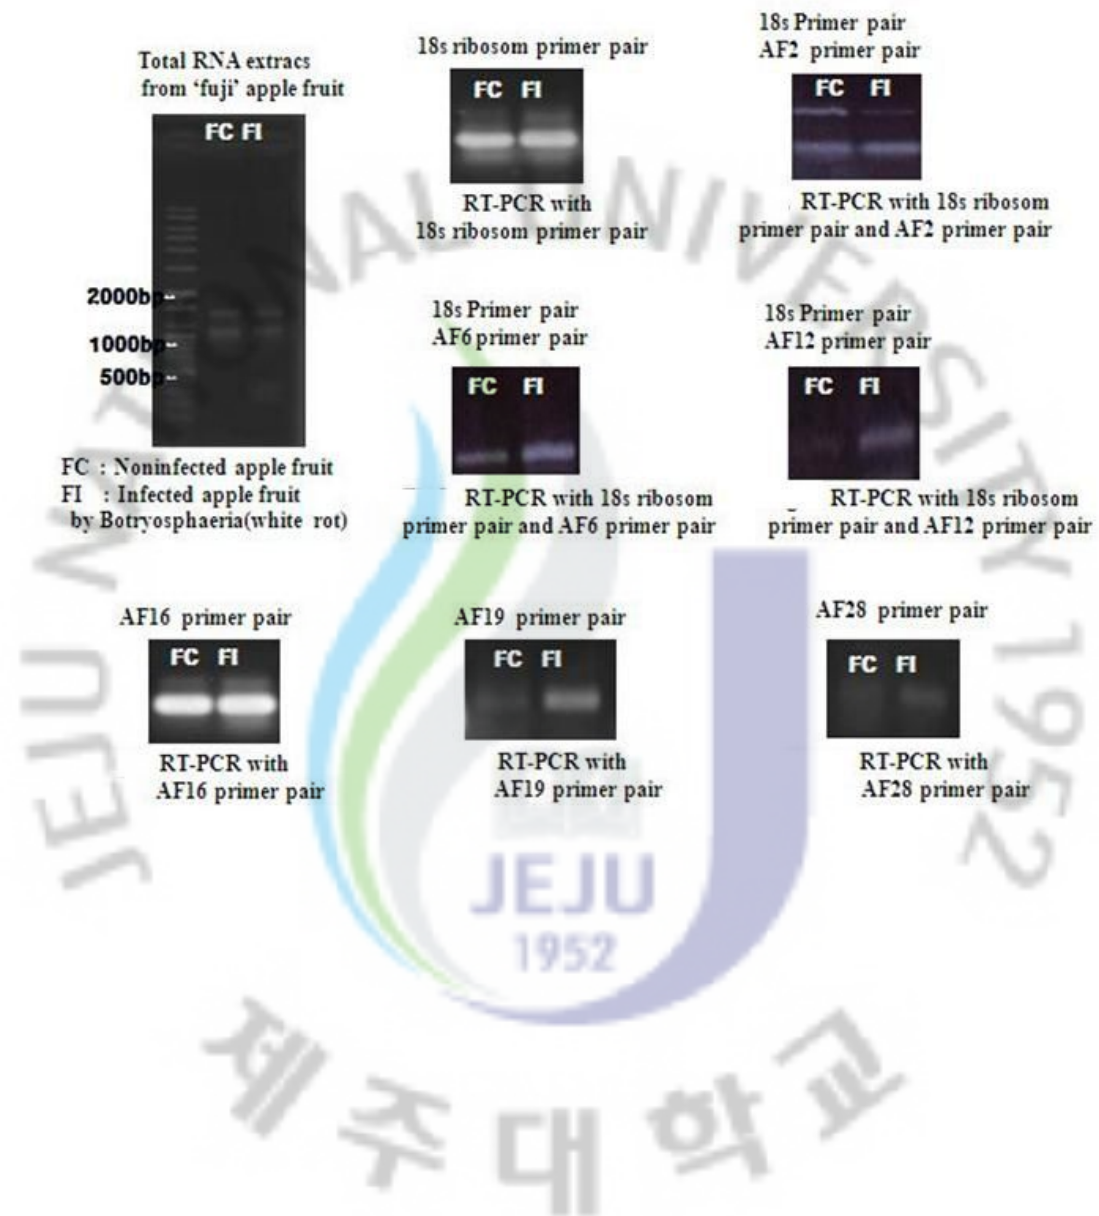 Total RNA extracs
from ‘fuji’ apple fruit
FC FI
2000bp
1000bp
500bp
FC : Noninfected apple fruit
FI : Infected apple fruit
by Botryosphaeria(white rot)
18s ribosom primer pair
FC FI
RT-PCR with
18s ribosom primer pair
18s Primer pair
AF2 primer pair
FC FI
RT-PCR with 18s ribosom
primer pair and AF2 primer pair
18s Primer pair
AF6 primer pair
FC FI
RT-PCR with 18s ribosom
primer pair and AF6 primer pair
18s Primer pair
AF12 primer pair
FC FI
RT-PCR with 18s ribosom
primer pair and AF12 primer pair
AF16 primer pair
FC FI
RT-PCR with
AF16 primer pair
AF19 primer pair
FC FI
RT-PCR with
AF19 primer pair
AF28 primer pair
FC FI
RT-PCR with
AF28 primer pair
JEJU NATIONAL UNIVERSITY 1952
JEJU
1952
제주대학교